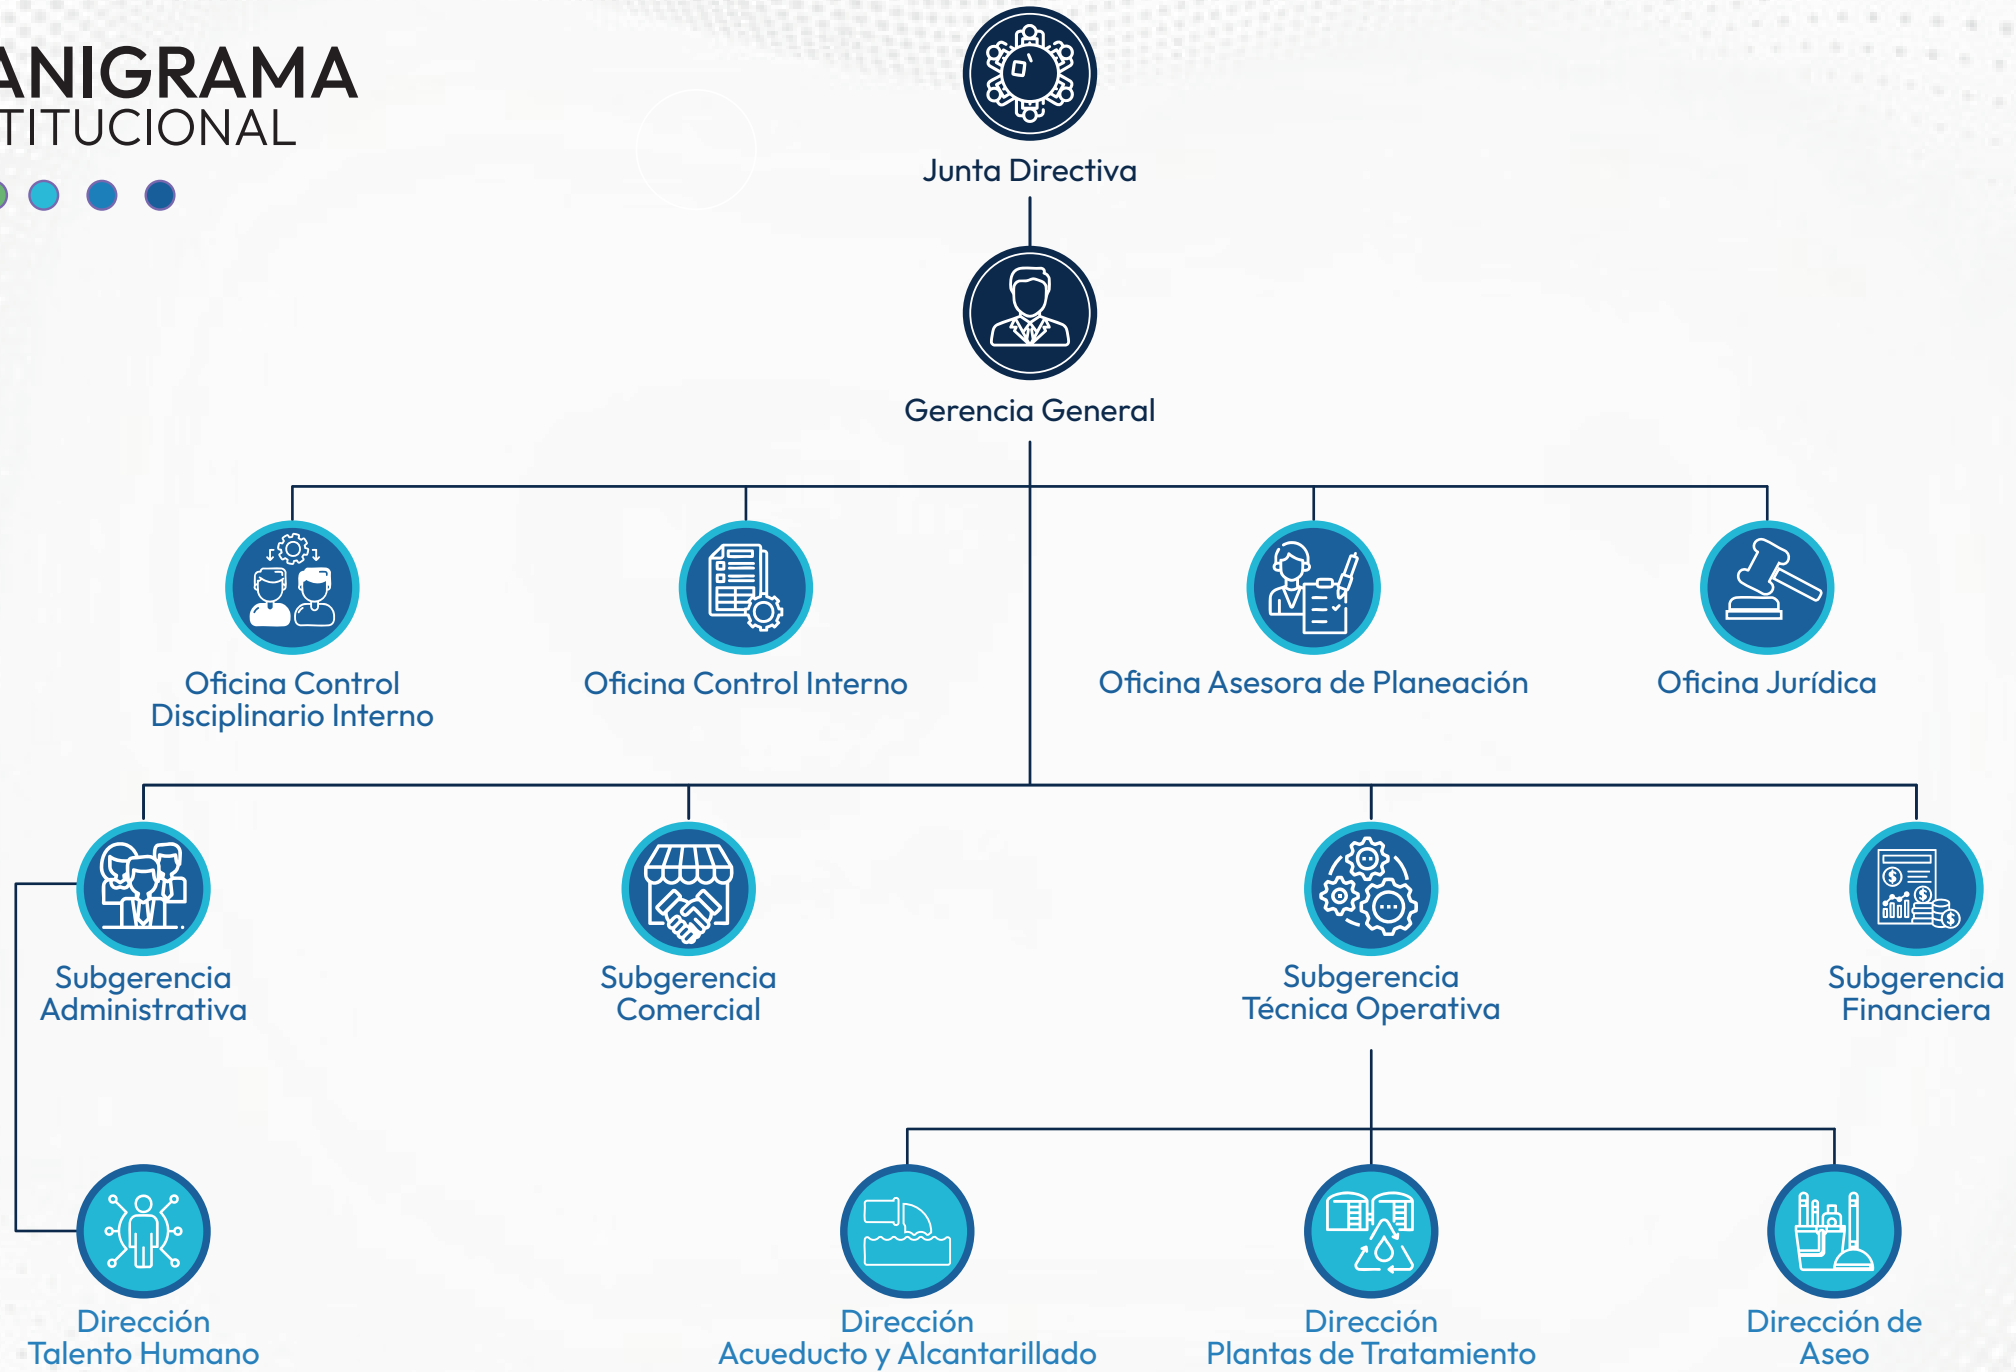 ANIGRAMA
TITUCIONAL
Junta Directiva
Gerencia General
Oficina Control
Disciplinario Interno
Oficina Control Interno
Oficina Asesora de Planeación
Oficina Jurídica
Subgerencia
Administrativa
Subgerencia
Comercial
Subgerencia
Técnica Operativa
Subgerencia
Financiera
Dirección
Talento Humano
Dirección
Acueducto y Alcantarillado
Dirección
Plantas de Tratamiento
Dirección de
Aseo